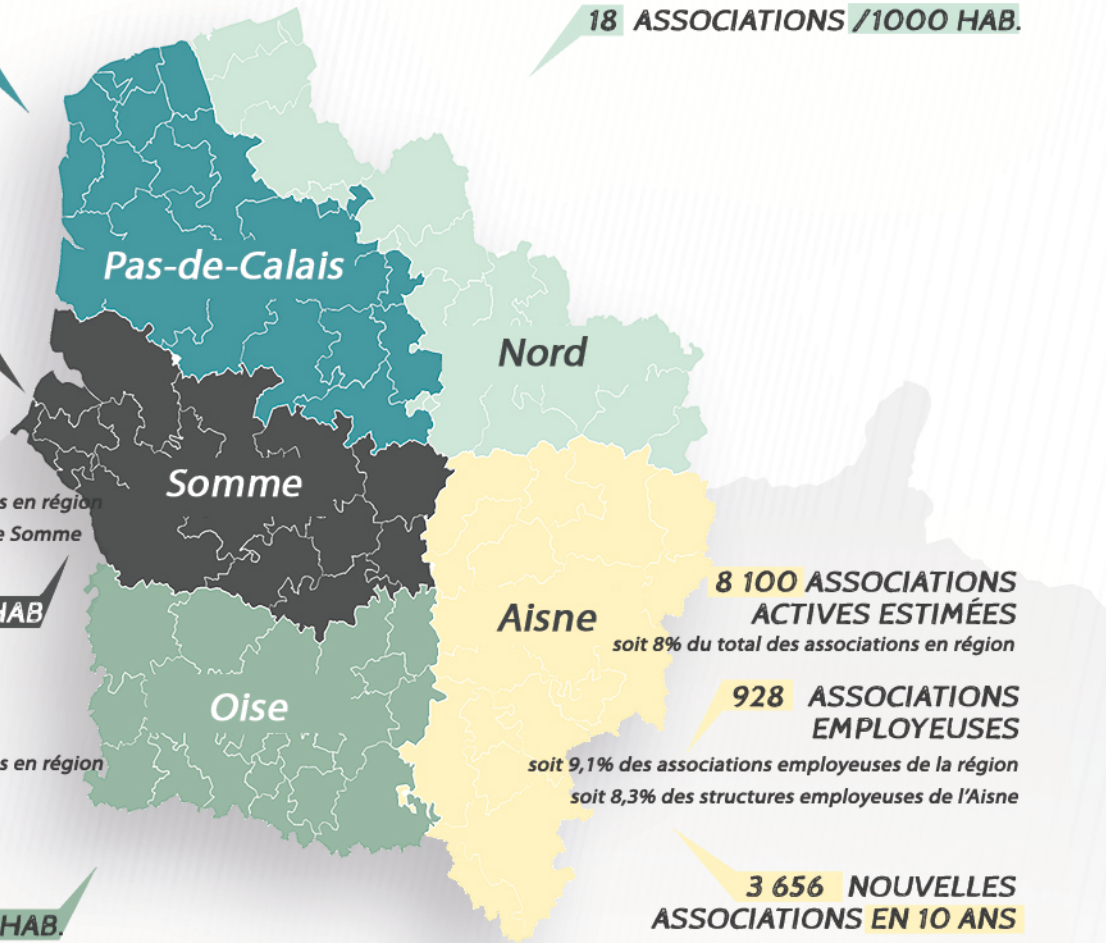 18 ASSOCIATIONS /1000 HAB.
Pas-de-Calais
Nord
Somme
s en région
e Somme
HAB
Aisne
8 100 ASSOCIATIONS
ACTIVES ESTIMÉES
soit 8% du total des associations en région
Oise
928 ASSOCIATIONS
EMPLOYEUSES
s en région
soit 9,1% des associations employeuses de la région
soit 8,3% des structures employeuses de l'Aisne
3 656 NOUVELLES
ASSOCIATIONS EN 10 ANS
HAB.